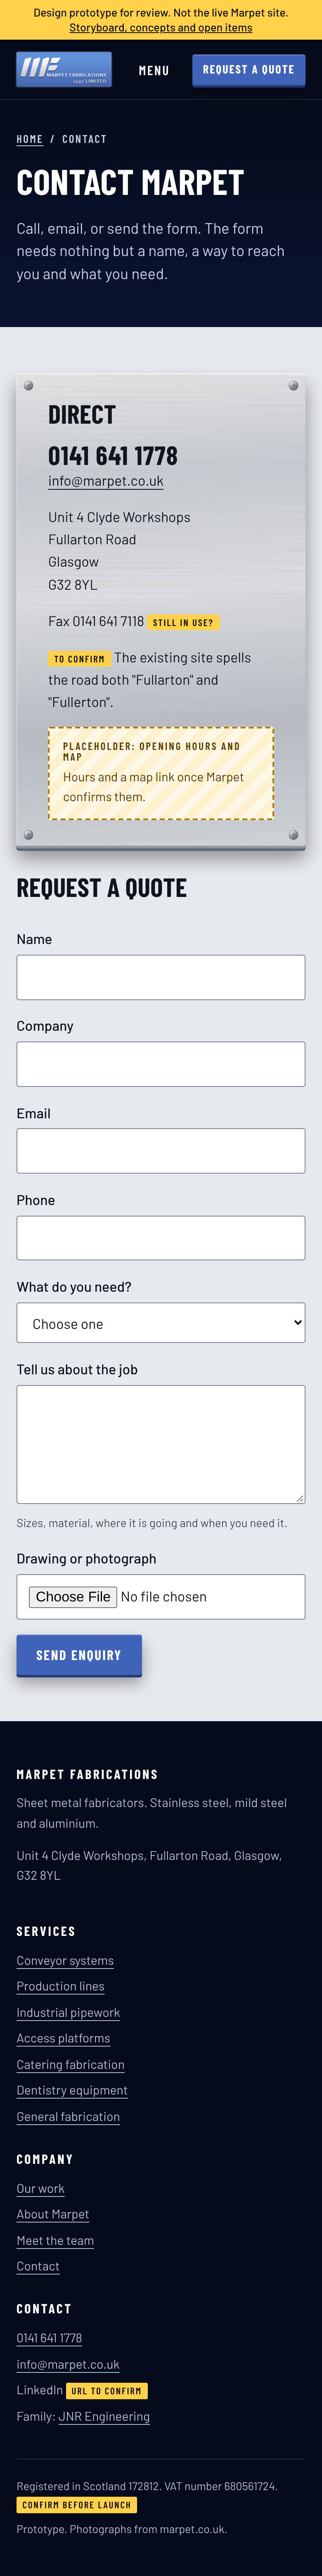 Design prototype for review. Not the live Marpet site.
Storyboard, concepts and open items
MF MARPET FABRICATIONS
1997 LIMITED
MENU
REQUEST A QUOTE
HOME / CONTACT
CONTACT MARPET
Call, email, or send the form. The form
needs nothing but a name, a way to reach
you and what you need.
DIRECT
0141 641 1778
info@marpet.co.uk
Unit 4 Clyde Workshops
Fullarton Road
Glasgow
G32 8YL
Fax 0141 641 7118 STILL IN USE?
TO CONFIRM The existing site spells
the road both "Fullarton" and
"Fullerton".
PLACEHOLDER: OPENING HOURS AND
MAP
Hours and a map link once Marpet
confirms them.
REQUEST A QUOTE
Name
Company
Email
Phone
What do you need?
Choose one
Tell us about the job
Sizes, material, where it is going and when you need it.
Drawing or photograph
Choose File No file chosen
SEND ENQUIRY
MARPET FABRICATIONS
Sheet metal fabricators. Stainless steel, mild steel
and aluminium.
Unit 4 Clyde Workshops, Fullarton Road, Glasgow,
G32 8YL
SERVICES
Conveyor systems
Production lines
Industrial pipework
Access platforms
Catering fabrication
Dentistry equipment
General fabrication
COMPANY
Our work
About Marpet
Meet the team
Contact
CONTACT
0141 641 1778
info@marpet.co.uk
LinkedIn URL TO CONFIRM
Family: JNR Engineering
Registered in Scotland 172812. VAT number 680561724.
CONFIRM BEFORE LAUNCH
Prototype. Photographs from marpet.co.uk.